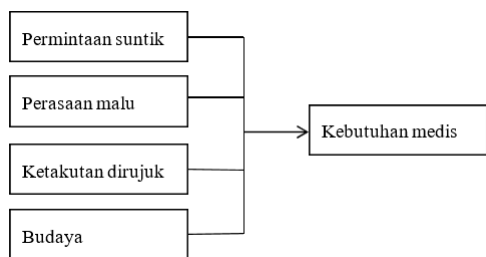 Permintaan suntik
Perasaan malu
Kebutuhan medis
Ketakutan dirujuk
Budaya